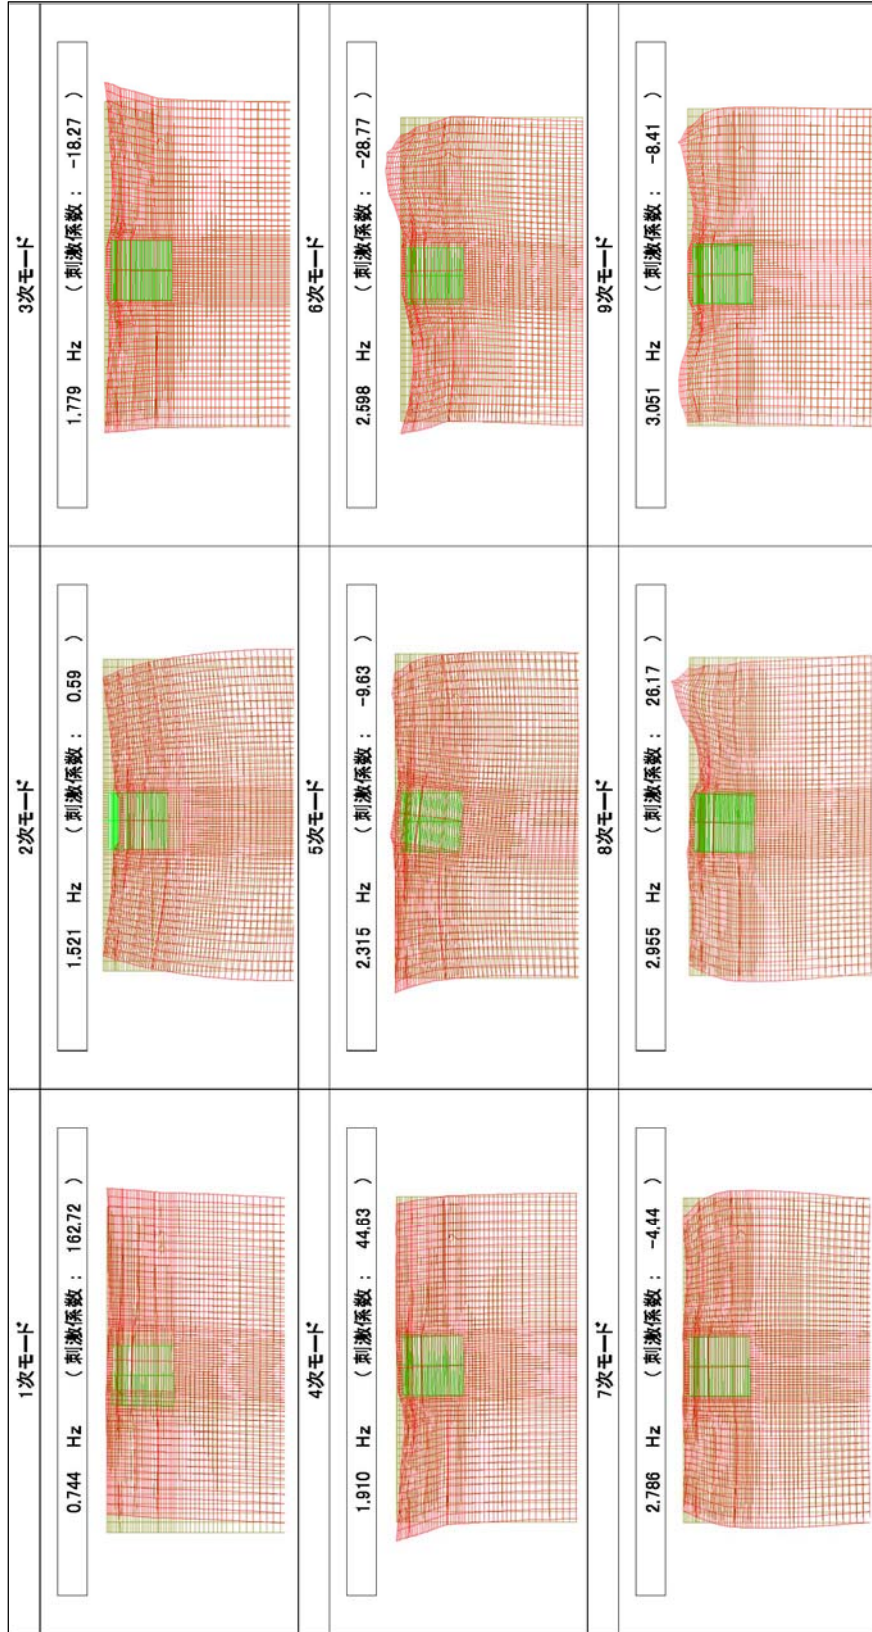 1次モード
0.744 Hz ( 刺激係数 : 162.72 )
2次モード
1.521 Hz ( 刺激係数 : 0.59 )
3次モード
1.779 Hz ( 刺激係数 : -18.27 )
4次モード
1.910 Hz ( 刺激係数 : 44.63 )
5次モード
2.315 Hz ( 刺激係数 : -9.63 )
6次モード
2.598 Hz ( 刺激係数 : -28.77 )
7次モード
2.786 Hz ( 刺激係数 : -4.44 )
8次モード
2.955 Hz ( 刺激係数 : 26.17 )
9次モード
3.051 Hz ( 刺激係数 : -8.41 )